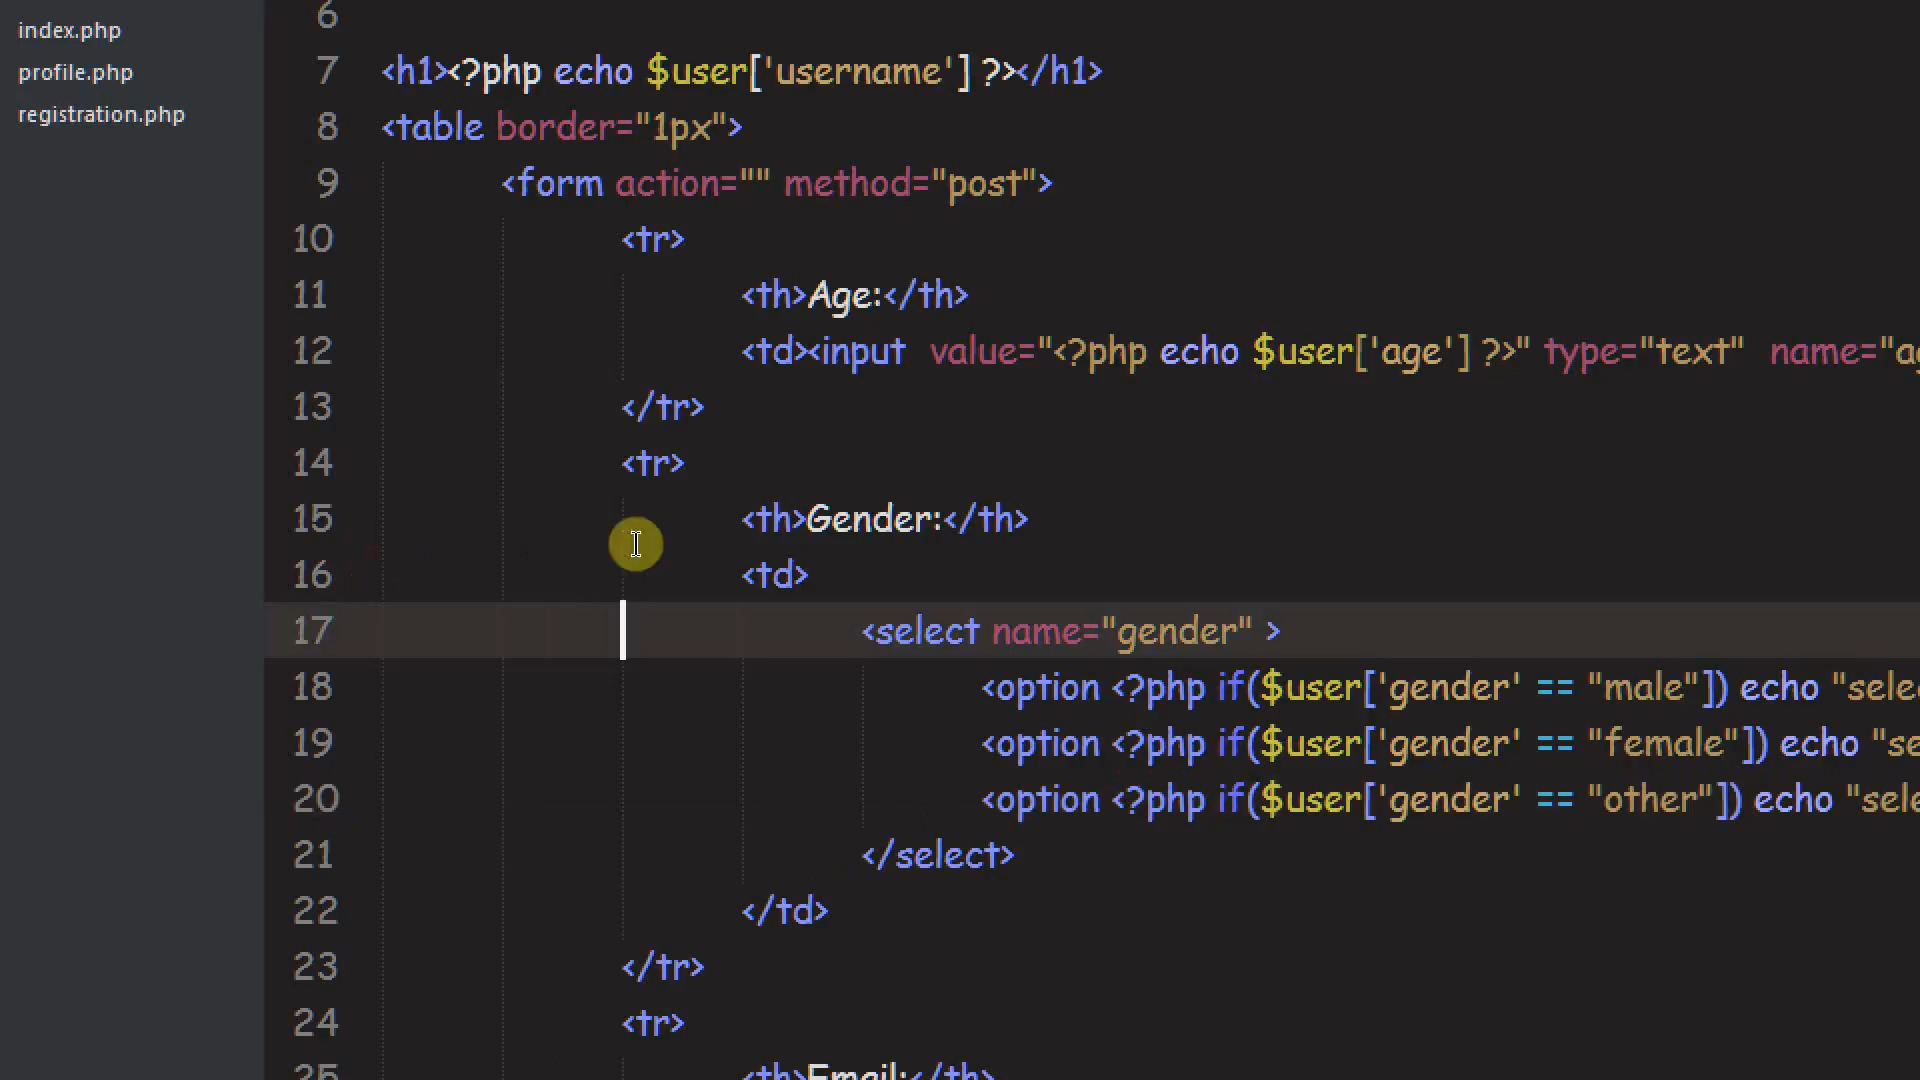 index.php
profile.php
registration.php
6
7 <h1><?php echo $user['username'] ?></h1>
8 <table border="1px">
9 <form action="" method="post">
10 <tr>
11 <th>Age:</th>
12 <td><input value="<?php echo $user['age'] ?>" type="text" name="ag
13 </tr>
14 <tr>
15 <th>Gender:</th>
16 <td>
17 <select name="gender" >
18 <option <?php if($user['gender' == "male"]) echo "selec
19 <option <?php if($user['gender' == "female"]) echo "se
20 <option <?php if($user['gender' == "other"]) echo "sele
21 </select>
22 </td>
23 </tr>
24 <tr>
25 <th>Email:</th>